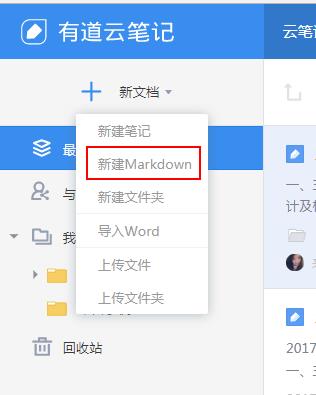 有道云笔记
云笔记
新文档
新建笔记
最
新建Markdown
与
新建文件夹
我
导入Word
上传文件
上传文件夹
回收站
一、
计及
2017
一、